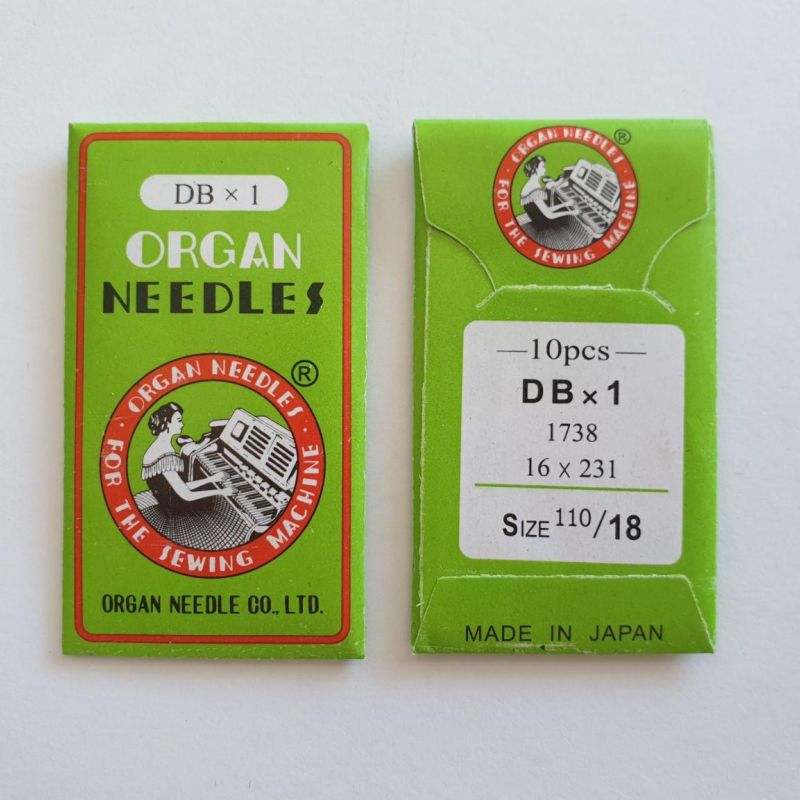 DB × 1
ORGAN
NEEDLES
ORGAN NEEDLES ®
· FOR THE SEWING MACHINE ·
ORGAN NEEDLE CO., LTD.
ORGAN NEEDLES ®
· FOR THE SEWING MACHINE ·
—10pcs—
DB×1
1738
16 x 231
SIZE 110/18
MADE IN JAPAN